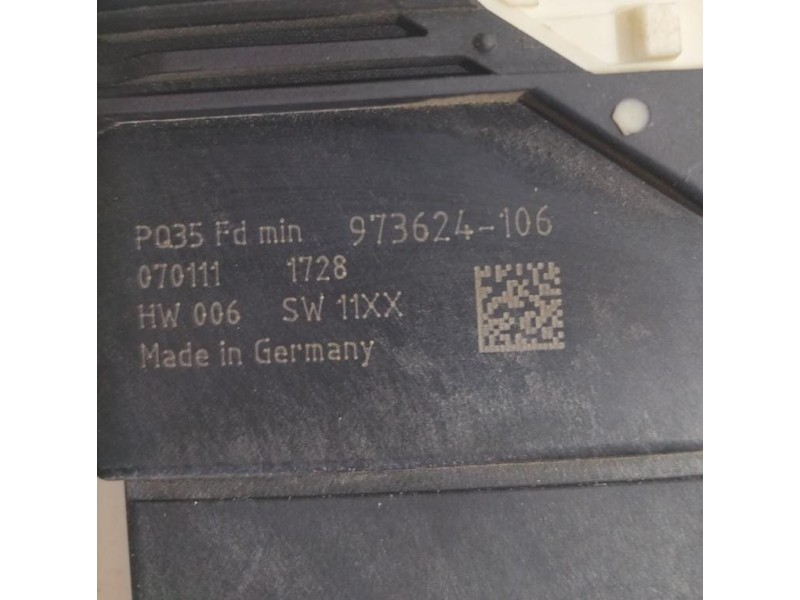 PQ35 Fd min 973624-106
070111 1728
HW 006 SW 11XX
Made in Germany